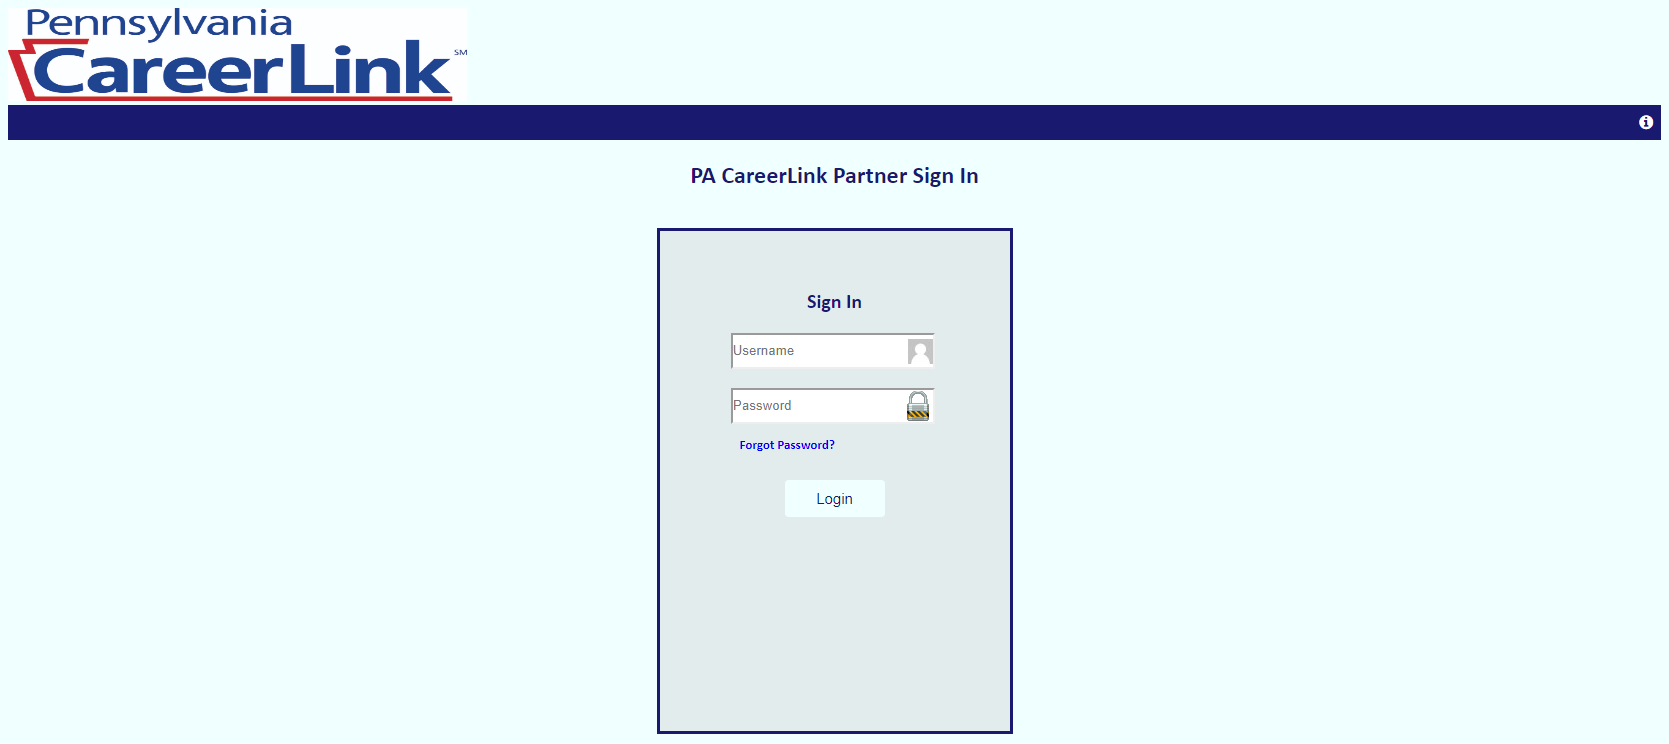 Pennsylvania
CareerLink SM
PA CareerLink Partner Sign In
Sign In
Username
Password
Forgot Password?
Login